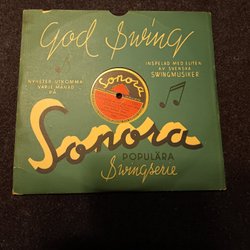 god Swing
INSPELAD MED ELITEN
AV SVENSKA
SWINGMUSIKER
NYHETER UTKOMMA
VARJE MÅNAD
PÅ
Sonora
Sonora
POPULÄRA
Swingserie